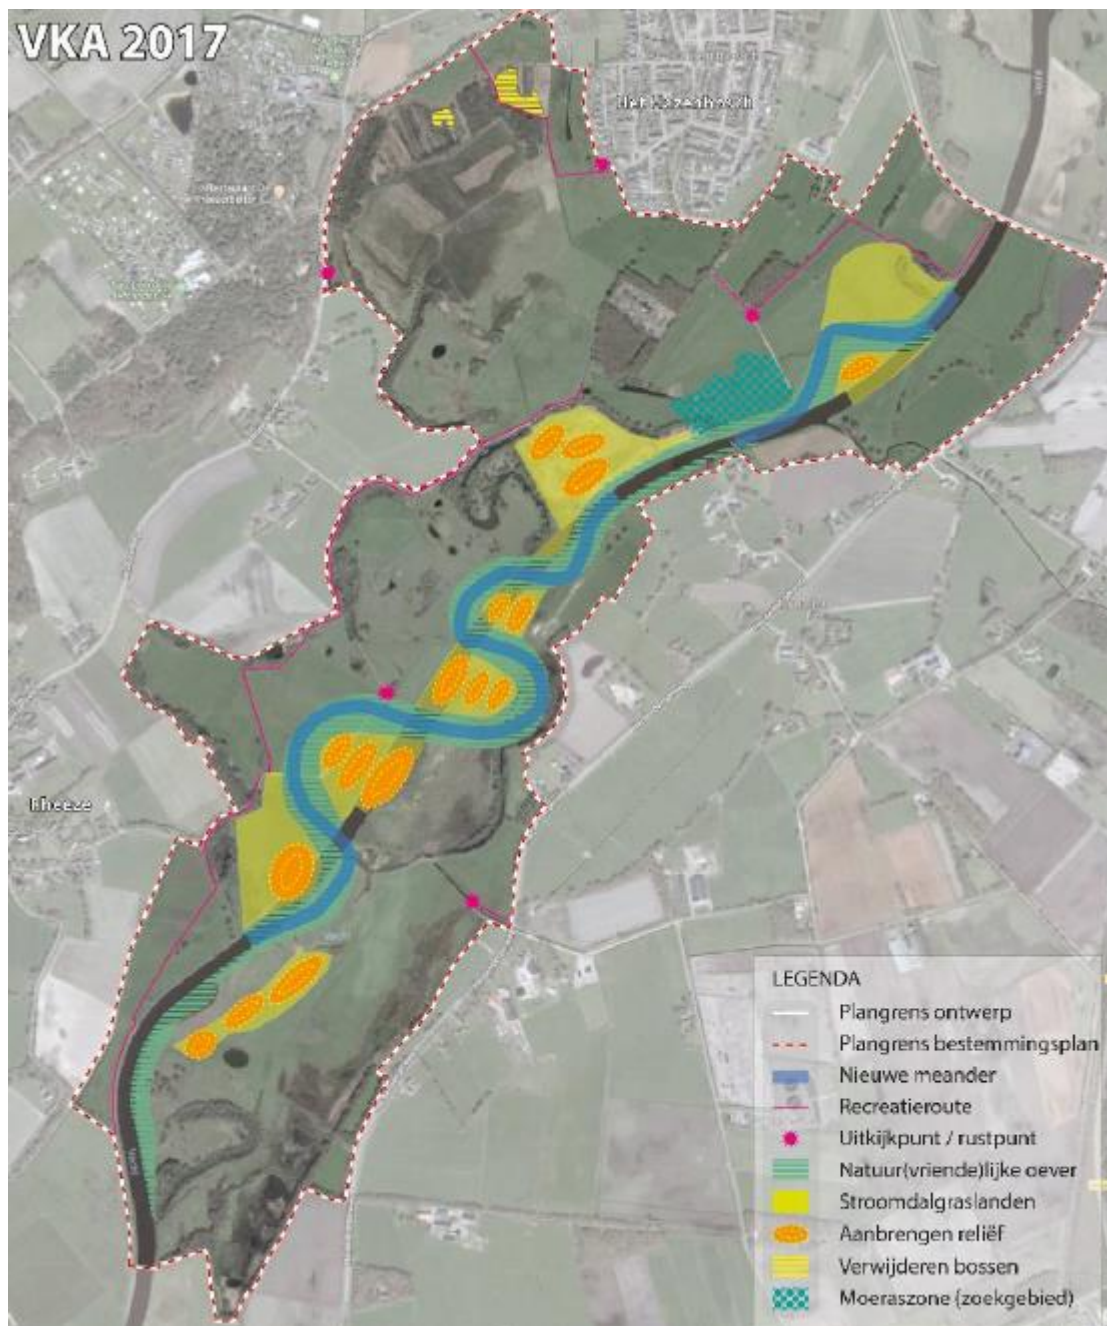 VKA 2017
Rheeze
LEGENDA
Plangrens ontwerp
Plangrens bestemmingsplan
Nieuwe meander
Recreatieroute
Uitkijkpunt / rustpunt
Natuur(vriende)lijke oever
Stroomdalgraslanden
Aanbrengen reliëf
Verwijderen bossen
Moeraszone (zoekgebied)